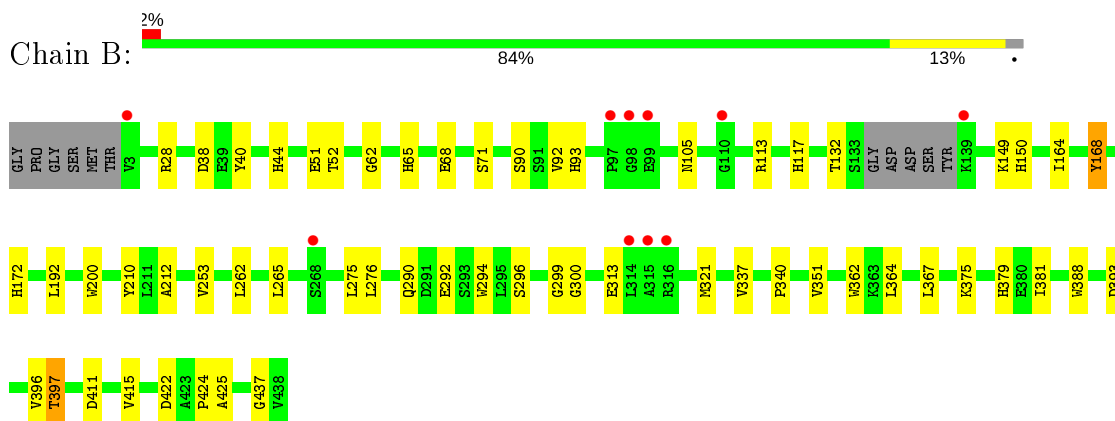 2%
Chain B:
84% 13% •
GLY PRO GLY SER MET THR V3 R28 D38 E39 Y40 H44 E51 T52 G62 H65 E68 S71 S90 S91 V92 H93 P97 G98 E99 N105 G110 R113 H117 T132 S133 GLY ASP ASP SER TYR K139 K149 H150 I164 Y168
H172 L192 W200 Y210 L211 A212 V253 L262 L265 S268 L275 L276 Q290 D291 E292 S293 W294 L295 S296 G299 G300 E313 L314 A315 R316 M321 V337 P340 V351 W362 K363 L364 L367 K375 H379 E380 I381 W388 D393
V396 T397 D411 V415 D422 A423 P424 A425 G437 V438